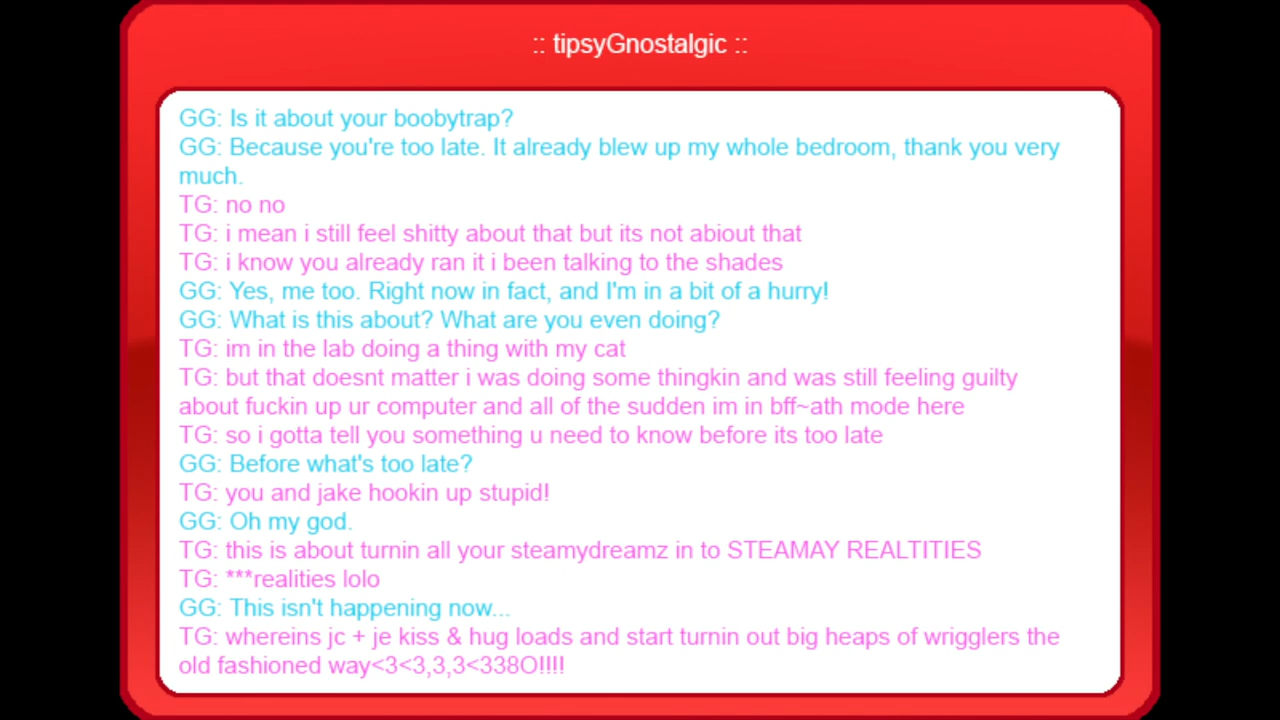 :: tipsyGnostalgic ::
GG: Is it about your boobytrap?
GG: Because you're too late. It already blew up my whole bedroom, thank you very
much.
TG: no no
TG: i mean i still feel shitty about that but its not abiout that
TG: i know you already ran it i been talking to the shades
GG: Yes, me too. Right now in fact, and I'm in a bit of a hurry!
GG: What is this about? What are you even doing?
TG: im in the lab doing a thing with my cat
TG: but that doesnt matter i was doing some thingkin and was still feeling guilty
about fuckin up ur computer and all of the sudden im in bff~ath mode here
TG: so i gotta tell you something u need to know before its too late
GG: Before what's too late?
TG: you and jake hookin up stupid!
GG: Oh my god.
TG: this is about turnin all your steamydreamz in to STEAMAY REALTITIES
TG: ***realities lolo
GG: This isn't happening now...
TG: whereins jc + je kiss & hug loads and start turnin out big heaps of wrigglers the
old fashioned way<3<3,3,3<338O!!!!